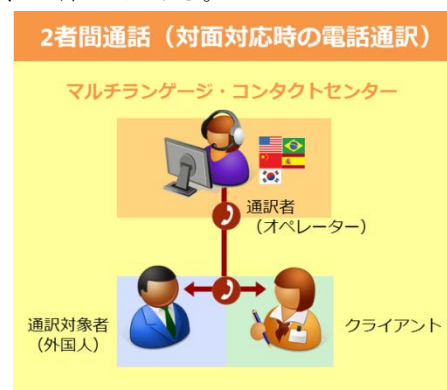 2者間通話（対面対応時の電話通訳）
マルチランゲージ・コンタクトセンター
通訳者
（オペレーター）
通訳対象者
（外国人）
クライアント